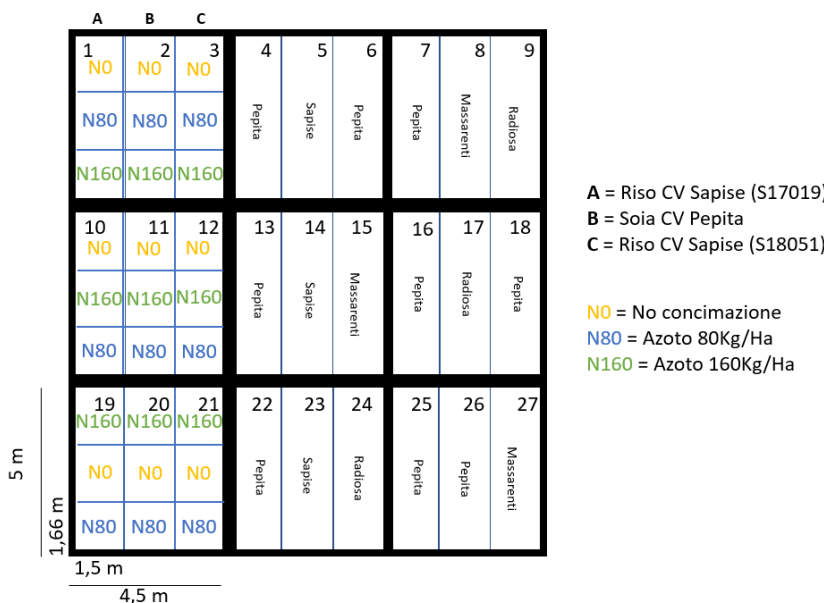 A B C
1 2 3 4 5 6 7 8 9
N0 N0 N0
N80 N80 N80
N160 N160 N160
Pepita Sapise Pepita Pepita Massarenti Radiosa
10 11 12 13 14 15 16 17 18
N0 N0 N0
N160 N160 N160
N80 N80 N80
Pepita Sapise Massarenti Pepita Radiosa Pepita
19 20 21 22 23 24 25 26 27
N160 N160 N160
N0 N0 N0
N80 N80 N80
Pepita Sapise Radiosa Pepita Pepita Massarenti
5 m
1,66 m
1,5 m
4,5 m
A = Riso CV Sapise (S17019)
B = Soia CV Pepita
C = Riso CV Sapise (S18051)
N0 = No concimazione
N80 = Azoto 80Kg/Ha
N160 = Azoto 160Kg/Ha